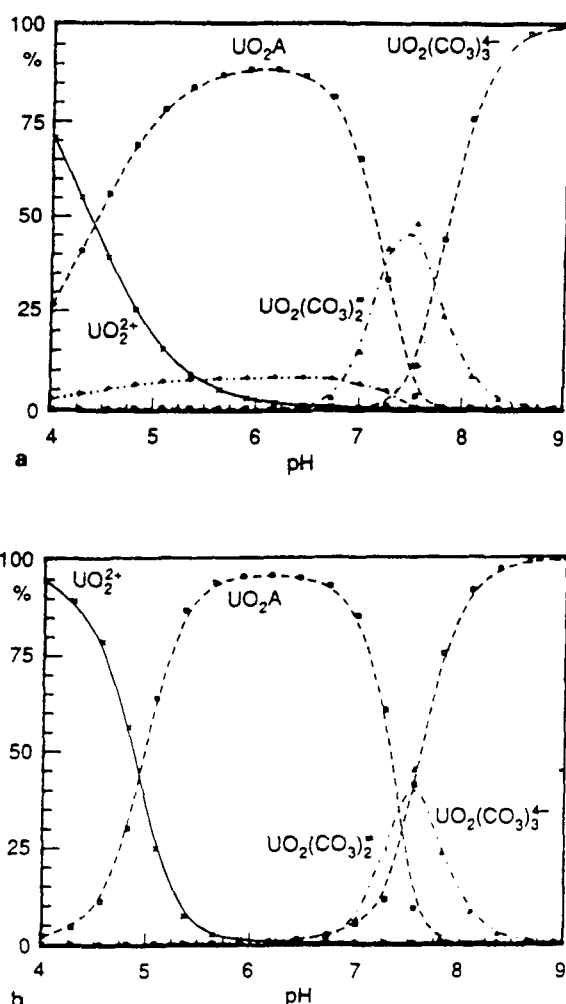 100
%
75
50
25
0
UO₂A
UO₂(CO₃)₃⁴⁻
UO₂²⁺
UO₂(CO₃)₂⁼
4 5 6 7 8 9
a
pH
100
%
75
50
25
0
UO₂²⁺
UO₂A
UO₂(CO₃)₂⁼
UO₂(CO₃)₃⁴⁻
4 5 6 7 8 9
b
pH